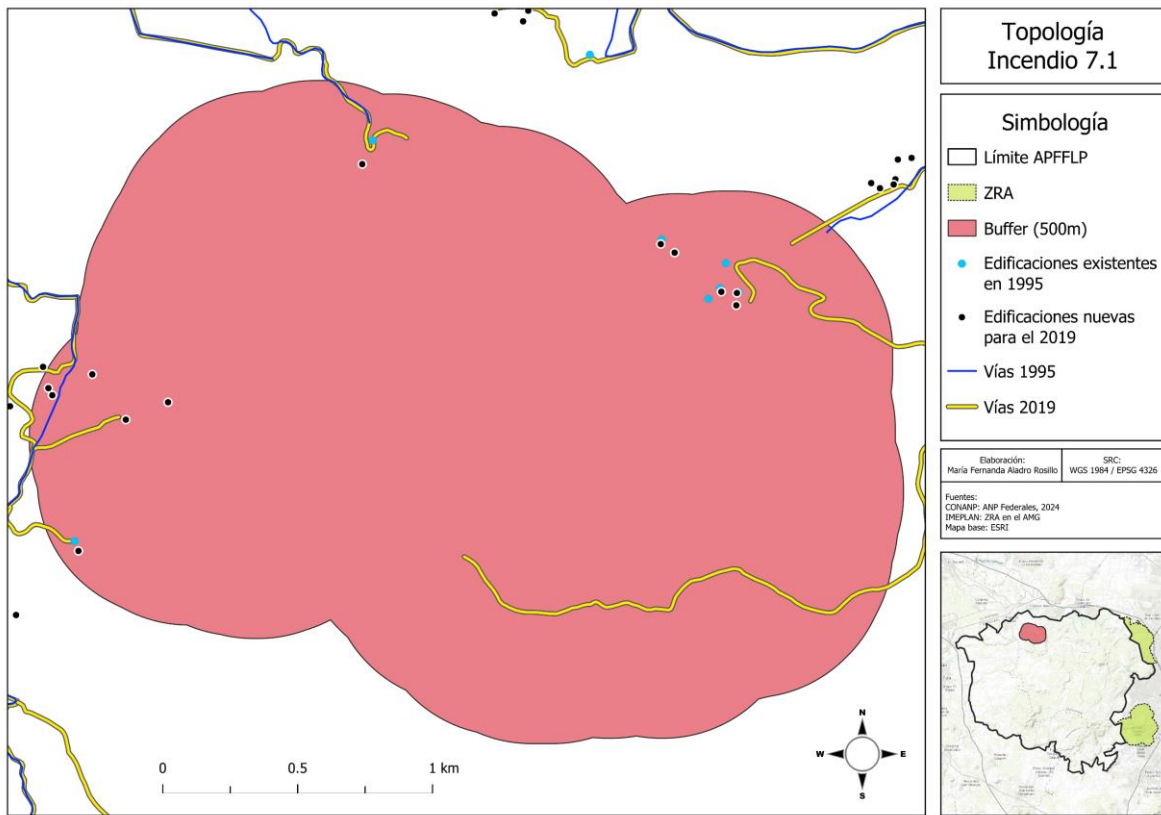 Topología
Incendio 7.1
Simbología
Límite APFFLP
ZRA
Buffer (500m)
Edificaciones existentes
en 1995
Edificaciones nuevas
para el 2019
Vías 1995
Vías 2019
Elaboración:
María Fernanda Aladro Rosillo
SRC:
WGS 1984 / EPSG 4326
Fuentes:
CONANP: ANP Federales, 2024
IMEPLAN: ZRA en el AMG
Mapa base: ESRI
N
W
E
S
0
0.5
1 km